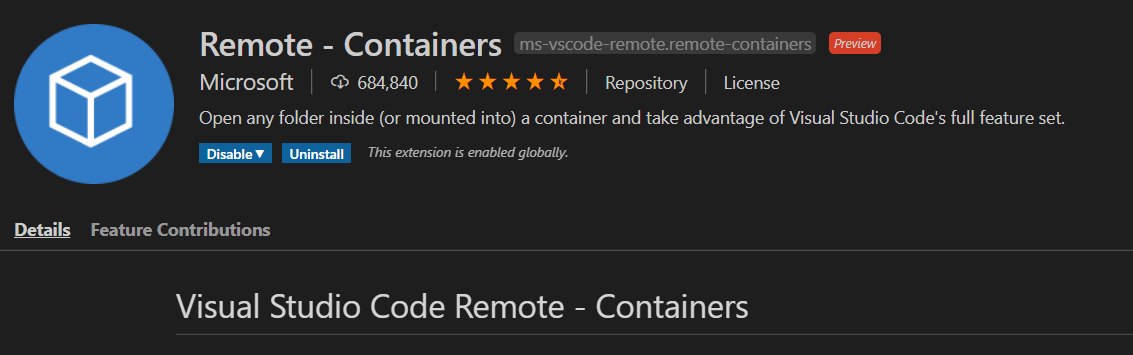 Remote - Containers ms-vscode-remote.remote-containers Preview
Microsoft 684,840 Repository License
Open any folder inside (or mounted into) a container and take advantage of Visual Studio Code's full feature set.
Disable Uninstall This extension is enabled globally.
Details Feature Contributions
Visual Studio Code Remote - Containers